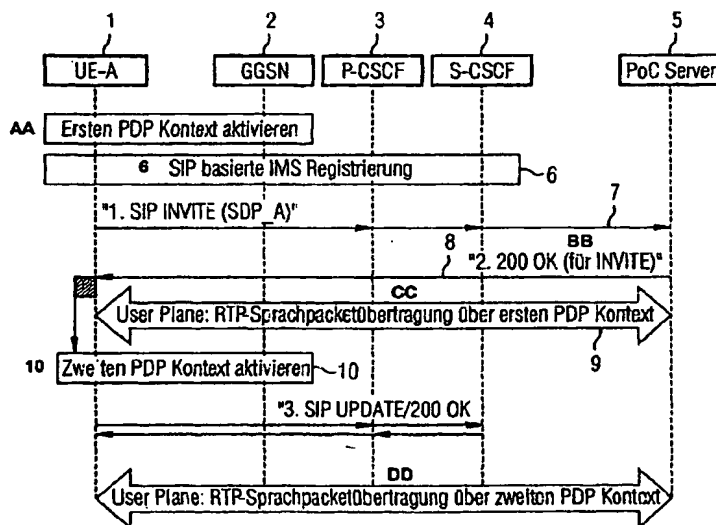 1 2 3 4 5
UE-A GGSN P-CSCF S-CSCF PoC Server
AA Ersten PDP Kontext aktivieren
6 SIP basierte IMS Registrierung 6
"1. SIP INVITE (SDP_A)" 7
BB
8 "2. 200 OK (für INVITE)"
CC
User Plane: RTP-Sprachpacketübertragung über ersten PDP Kontext
9
10 Zweiten PDP Kontext aktivieren 10
"3. SIP UPDATE/200 OK
DD
User Plane: RTP-Sprachpacketübertragung über zweiten PDP Kontext